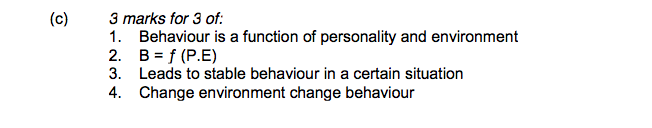 (c) 3 marks for 3 of:
1. Behaviour is a function of personality and environment
2. B = f (P.E)
3. Leads to stable behaviour in a certain situation
4. Change environment change behaviour